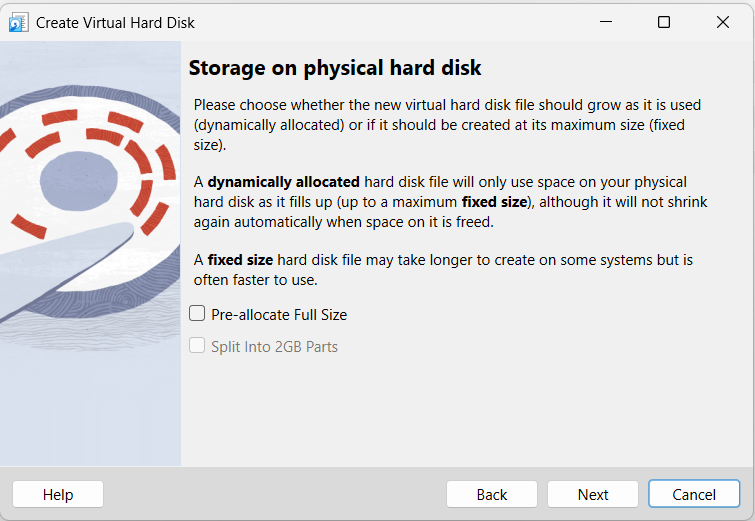 Create Virtual Hard Disk
Storage on physical hard disk
Please choose whether the new virtual hard disk file should grow as it is used
(dynamically allocated) or if it should be created at its maximum size (fixed
size).
A dynamically allocated hard disk file will only use space on your physical
hard disk as it fills up (up to a maximum fixed size), although it will not shrink
again automatically when space on it is freed.
A fixed size hard disk file may take longer to create on some systems but is
often faster to use.
Pre-allocate Full Size
Split Into 2GB Parts
Help
Back
Next
Cancel